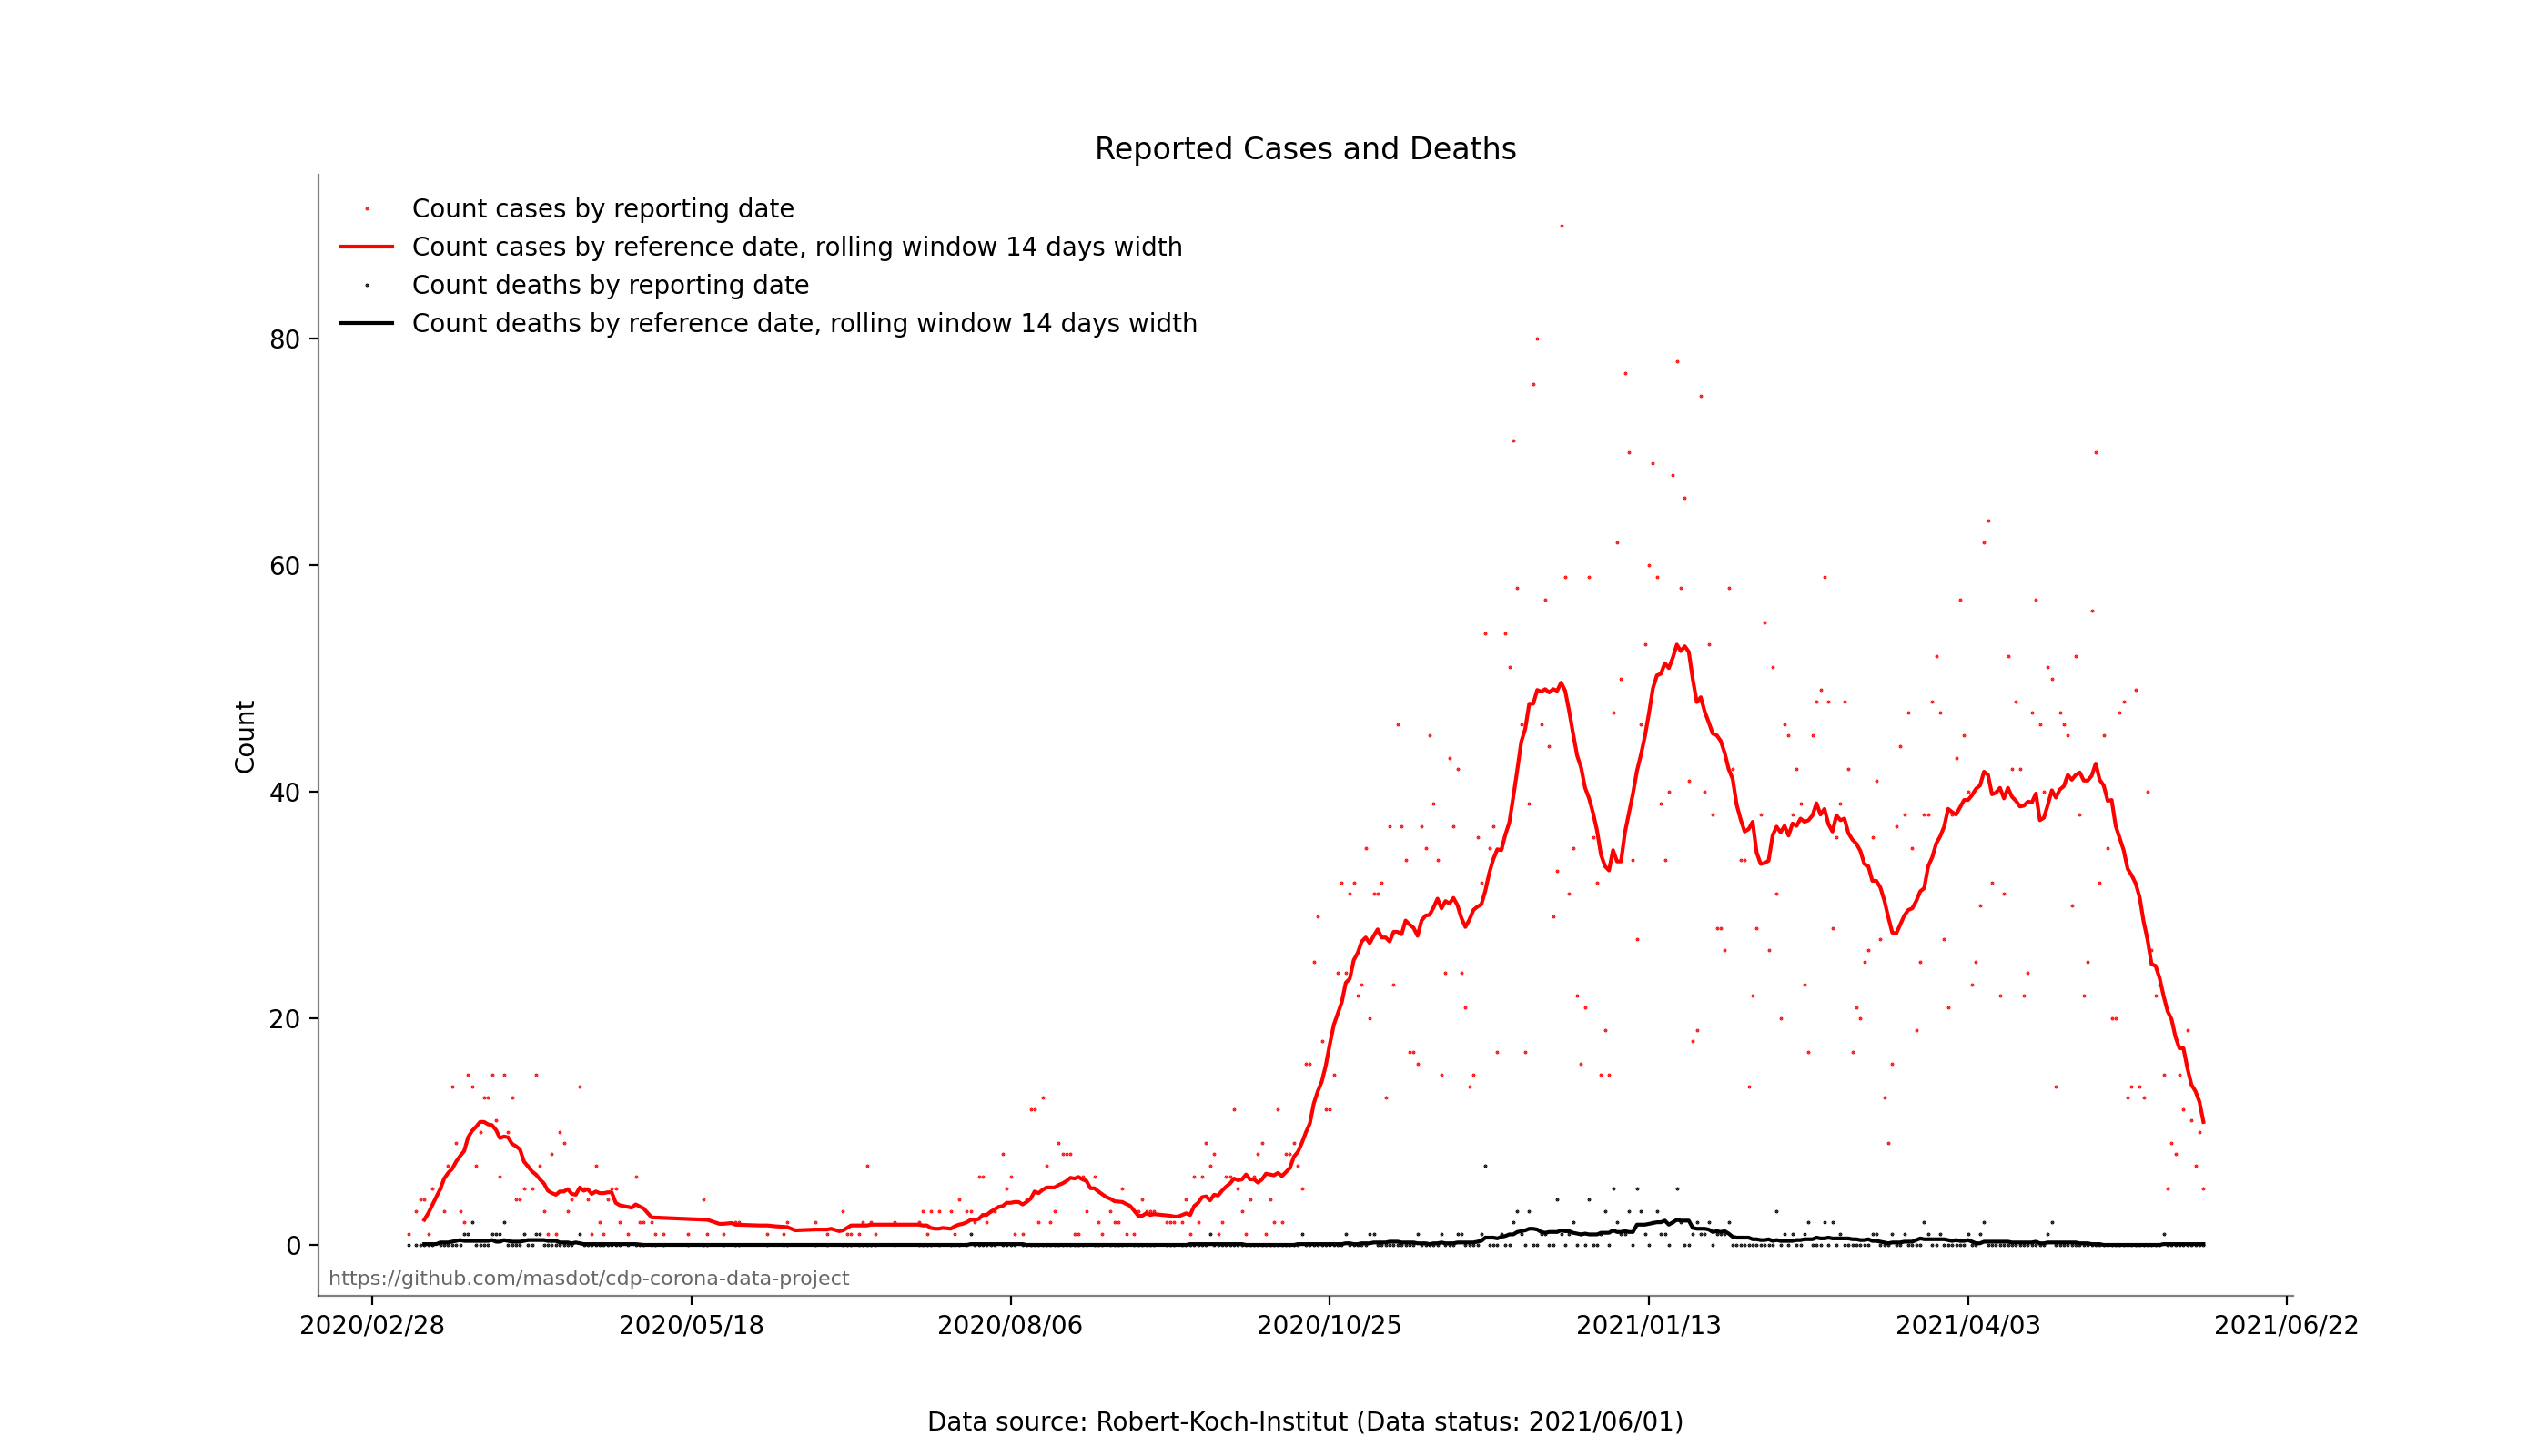 Reported Cases and Deaths
Count cases by reporting date
Count cases by reference date, rolling window 14 days width
Count deaths by reporting date
Count deaths by reference date, rolling window 14 days width
80
60
40
20
0
Count
https://github.com/masdot/cdp-corona-data-project
2020/02/28 2020/05/18 2020/08/06 2020/10/25 2021/01/13 2021/04/03 2021/06/22
Data source: Robert-Koch-Institut (Data status: 2021/06/01)